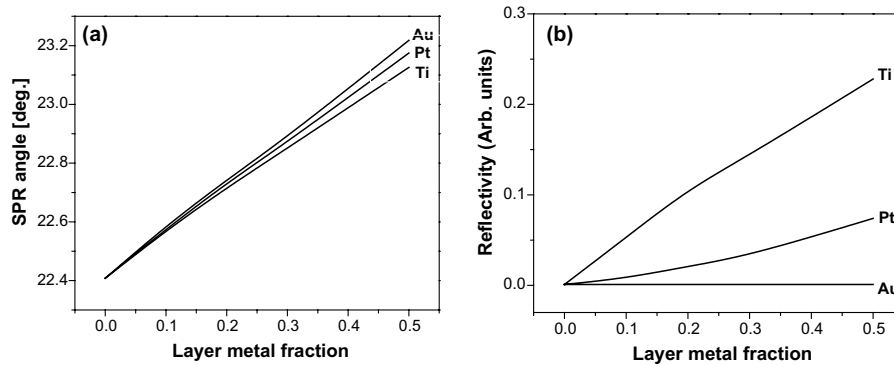 (a)
Au
Pt
Ti
23.2
23.0
22.8
22.6
22.4
SPR angle [deg.]
0.0 0.1 0.2 0.3 0.4 0.5
Layer metal fraction
(b)
0.3
0.2
0.1
0.0
Reflectivity (Arb. units)
Ti
Pt
Au
0.0 0.1 0.2 0.3 0.4 0.5
Layer metal fraction